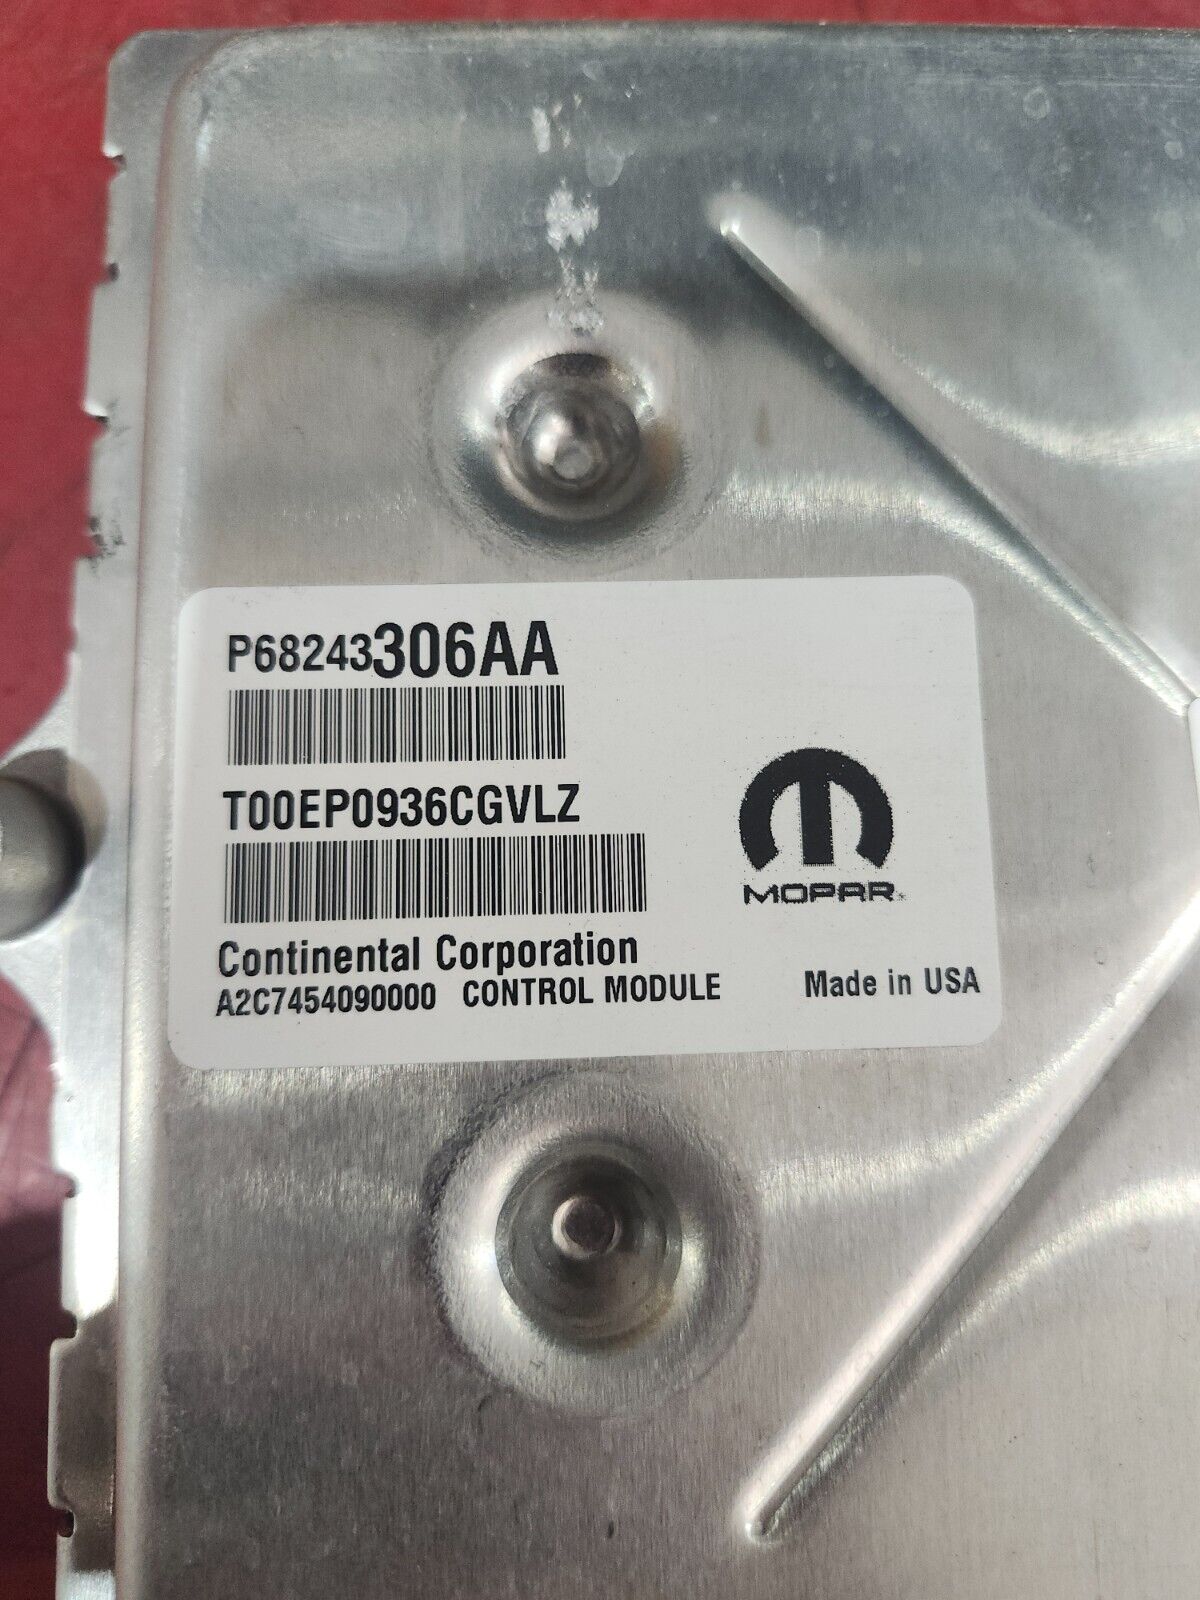 P68243306AA
T00EP0936CGVLZ
MOPAR
Continental Corporation
A2C7454090000 CONTROL MODULE Made in USA